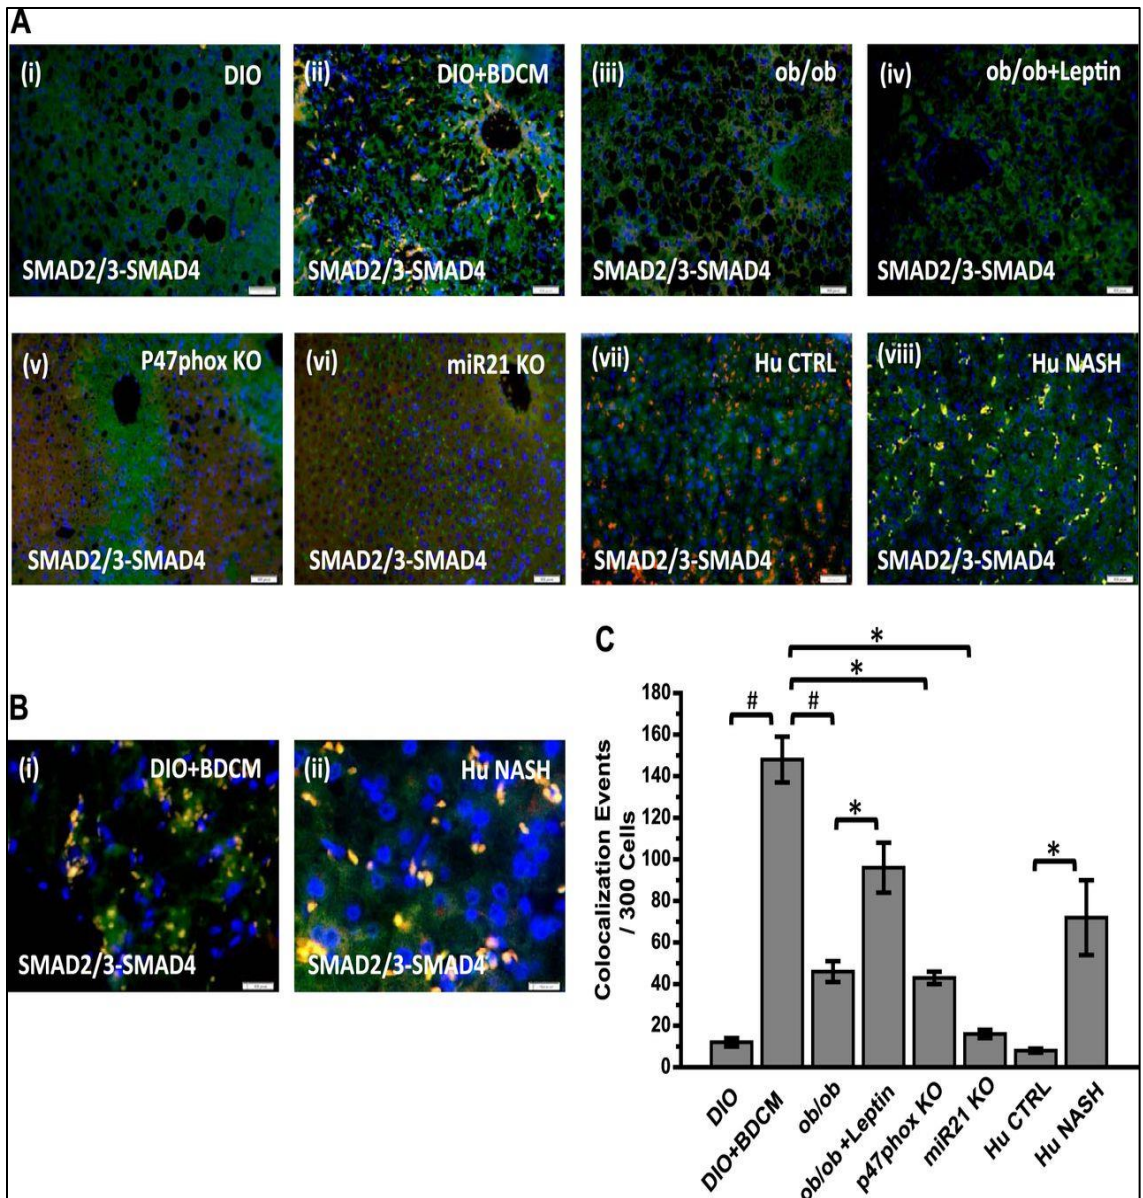 A
(i) DIO
SMAD2/3-SMAD4
(ii) DIO+BDCM
SMAD2/3-SMAD4
(iii) ob/ob
SMAD2/3-SMAD4
(iv) ob/ob+Leptin
SMAD2/3-SMAD4
(v) P47phox KO
SMAD2/3-SMAD4
(vi) miR21 KO
SMAD2/3-SMAD4
(vii) Hu CTRL
SMAD2/3-SMAD4
(viii) Hu NASH
SMAD2/3-SMAD4
B
(i) DIO+BDCM
SMAD2/3-SMAD4
(ii) Hu NASH
SMAD2/3-SMAD4
C
*
*
# #
*
*
Colocalization Events
/ 300 Cells
180
160
140
120
100
80
60
40
20
0
DIO
DIO+BDCM
ob/ob
ob/ob +Leptin
p47phox KO
miR21 KO
Hu CTRL
Hu NASH